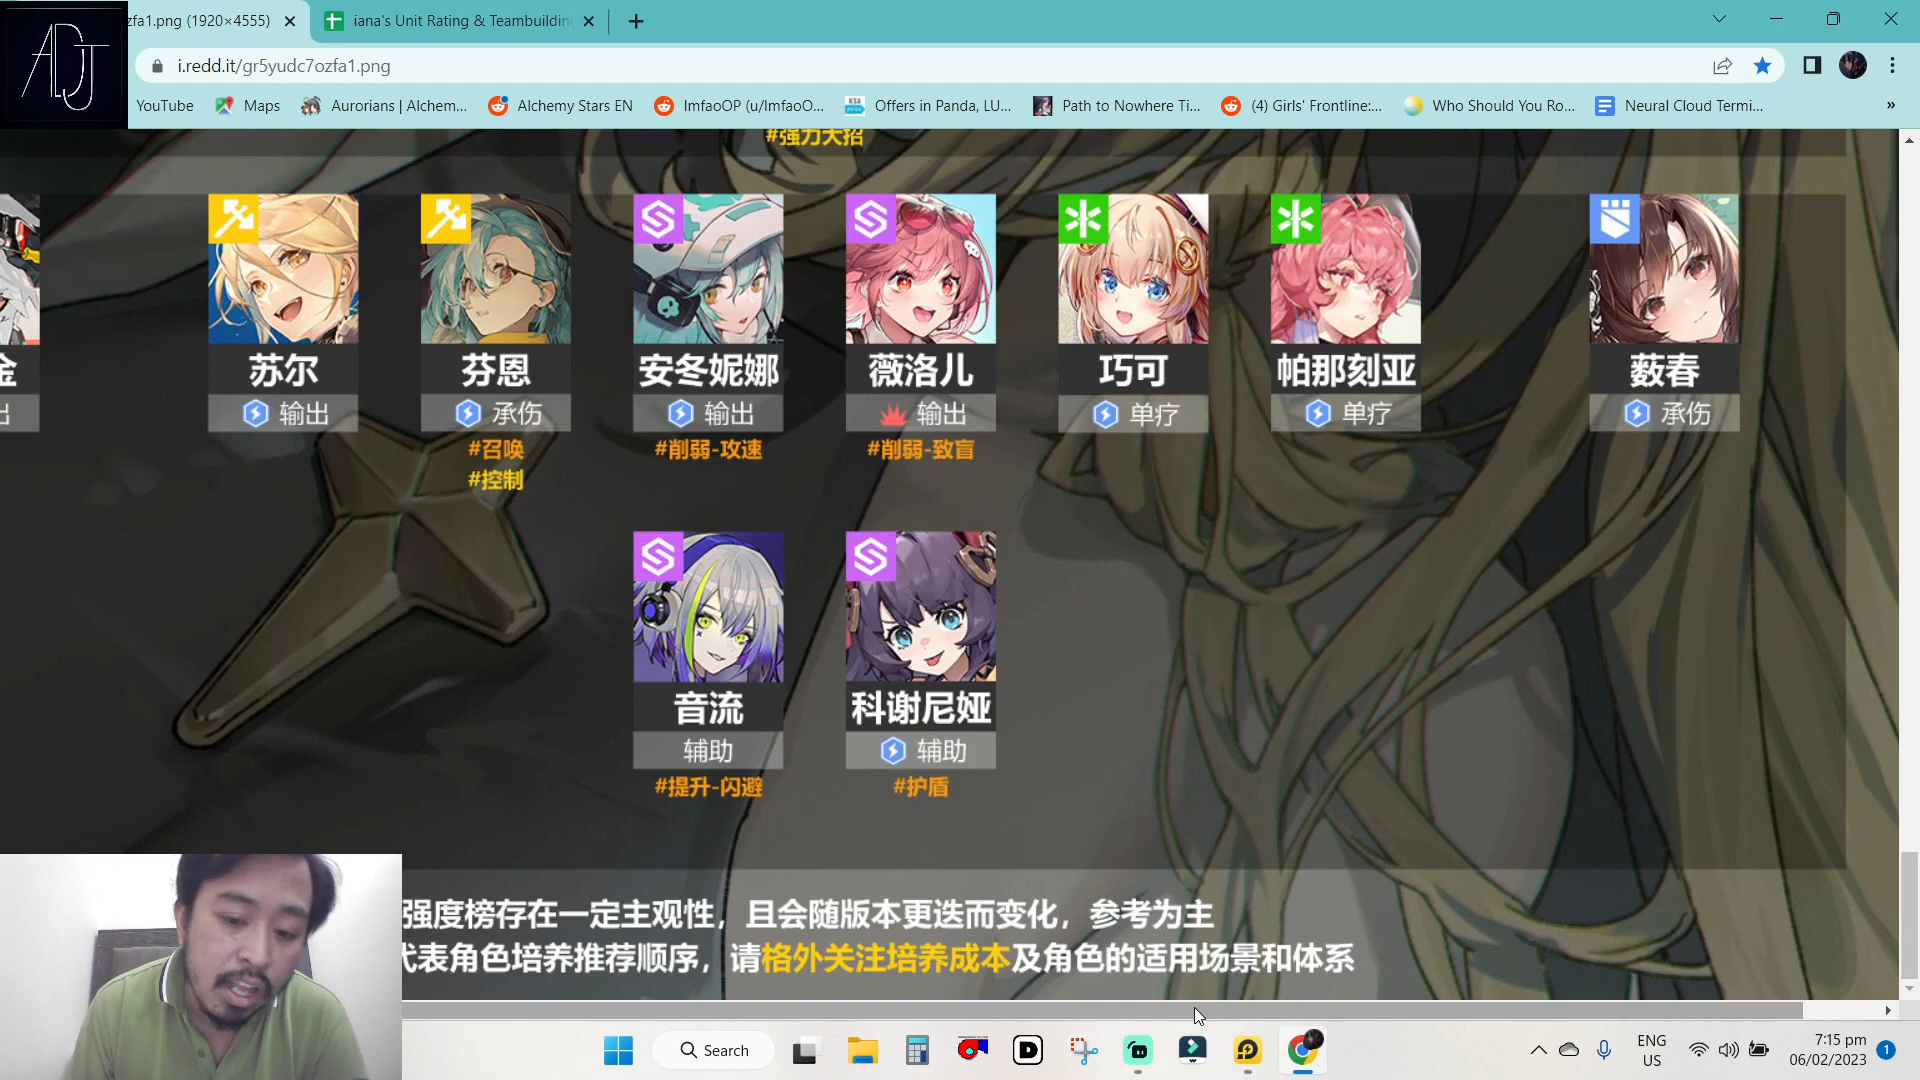 ADJ
zfa1.png (1920×4555)
iana's Unit Rating & Teambuildin
i.redd.it/gr5yudc7ozfa1.png
YouTube
Maps
Aurorians | Alchem...
Alchemy Stars EN
lmfaoOP (u/lmfaoO...
Offers in Panda, LU...
Path to Nowhere Ti...
(4) Girls' Frontline:...
Who Should You Ro...
Neural Cloud Termi...
»
#强力大招
金
出
苏尔
输出
芬恩
承伤
#召唤
#控制
安冬妮娜
输出
#削弱-攻速
薇洛儿
输出
#削弱-致盲
巧可
单疗
帕那刻亚
单疗
薮春
承伤
音流
辅助
#提升-闪避
科谢尼娅
辅助
#护盾
强度榜存在一定主观性，且会随版本更迭而变化，参考为主
代表角色培养推荐顺序，请格外关注培养成本及角色的适用场景和体系
Search
ENG
US
7:15 pm
06/02/2023
1